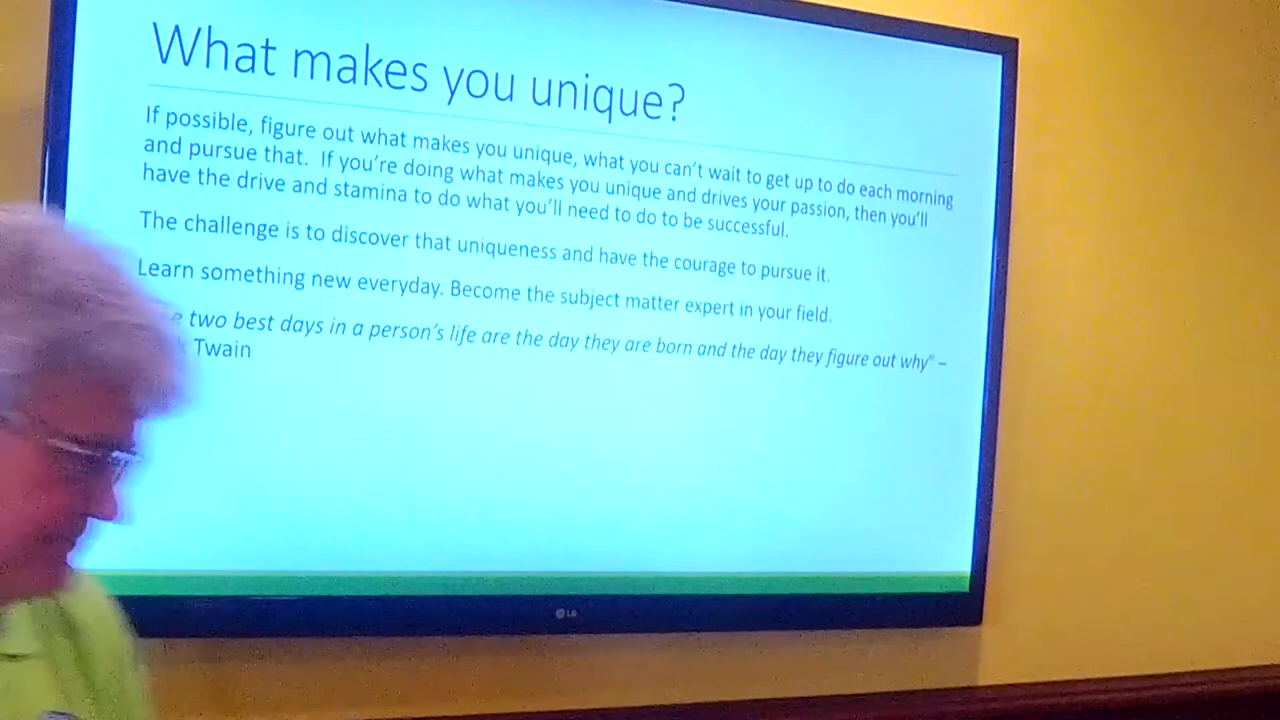 What makes you unique?
If possible, figure out what makes you unique, what you can't wait to get up to do each morning
and pursue that. If you're doing what makes you unique and drives your passion, then you'll
have the drive and stamina to do what you'll need to do to be successful.
The challenge is to discover that uniqueness and have the courage to pursue it.
Learn something new everyday. Become the subject matter expert in your field.
two best days in a person's life are the day they are born and the day they figure out why" –
Twain
LG